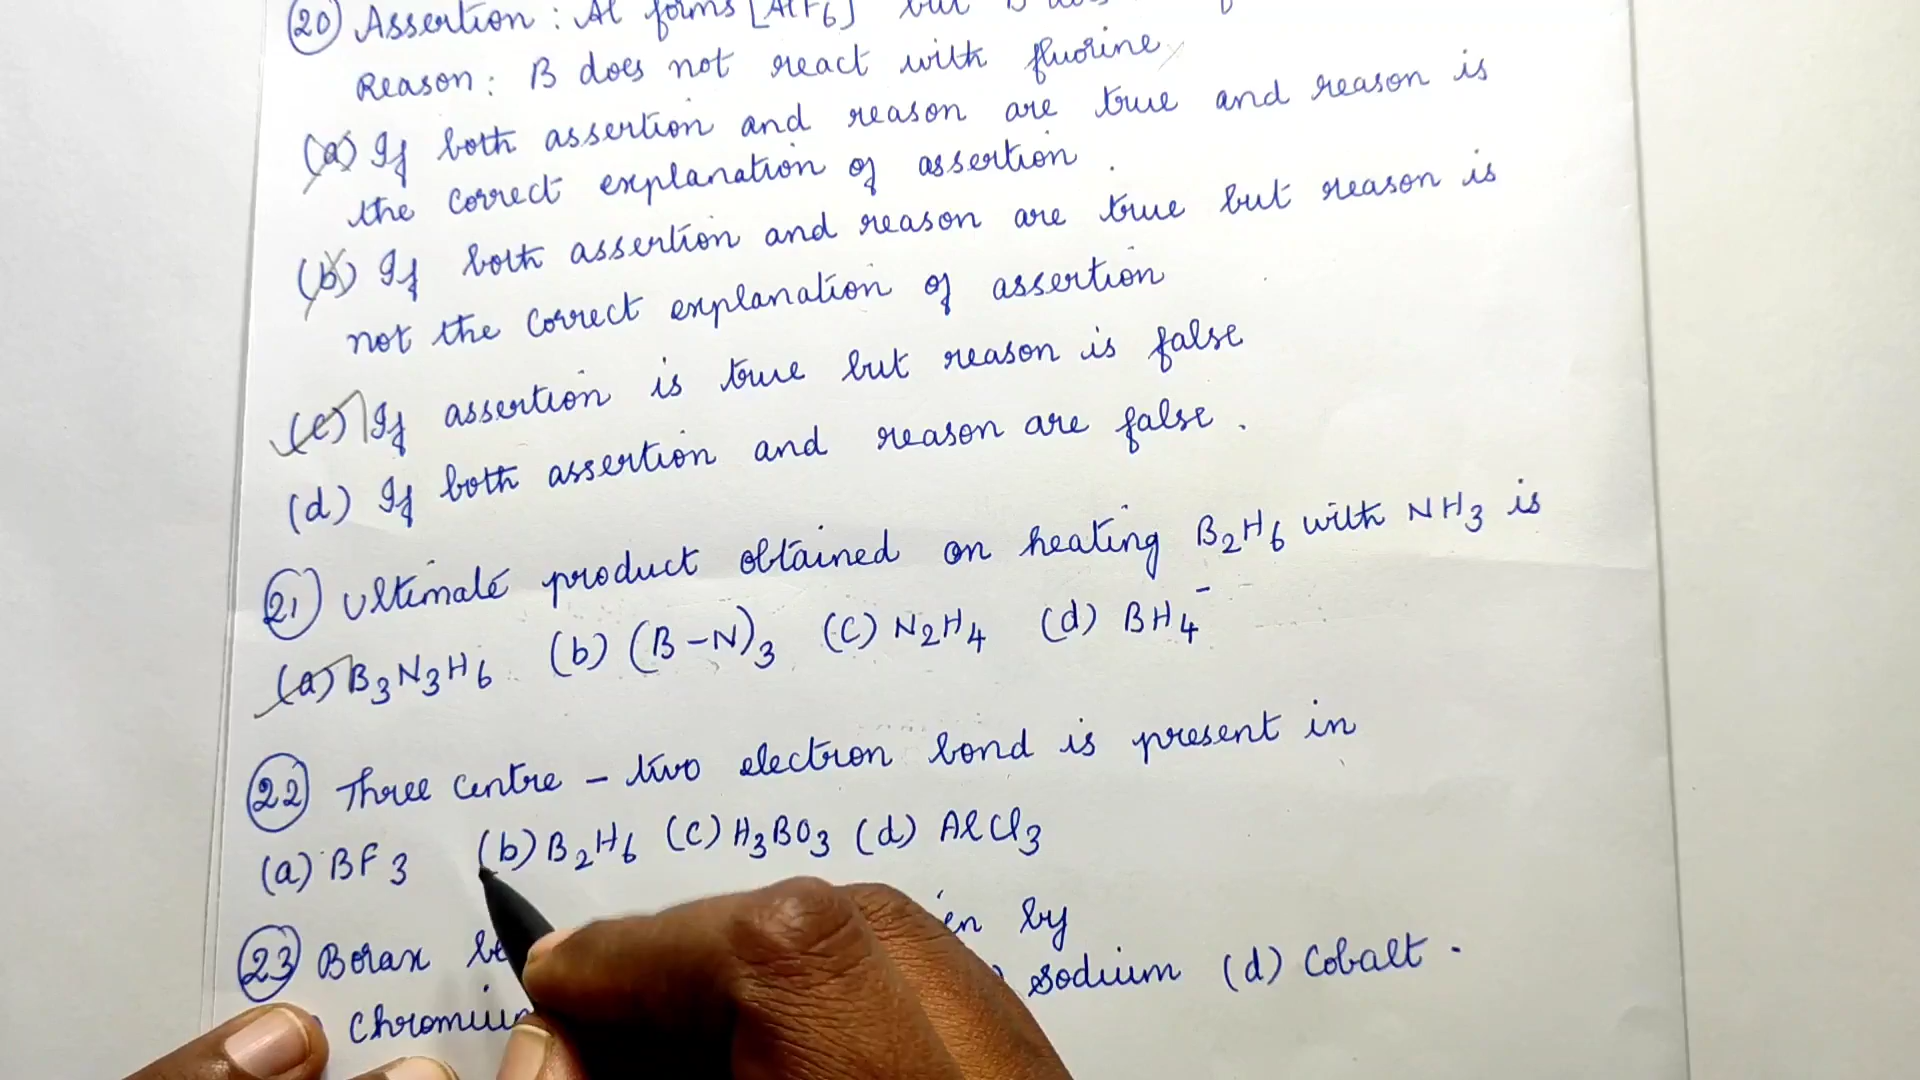 (20) Assertion : Al forms [AlF6] but B
Reason : B does not react with fluorine
(a) If both assertion and reason are true and reason is
the correct explanation of assertion .
(b) If both assertion and reason are true but reason is
not the correct explanation of assertion
(c) If assertion is true but reason is false
(d) If both assertion and reason are false .
(21) Ultimate product obtained on heating B2H6 with NH3 is
(a) B3N3H6 (b) (B-N)3 (C) N2H4 (d) BH4-
(22) Three centre - two electron bond is present in
(a) BF3 (b) B2H6 (C) H3BO3 (d) AlCl3
(23) Borax by
sodium (d) Cobalt .